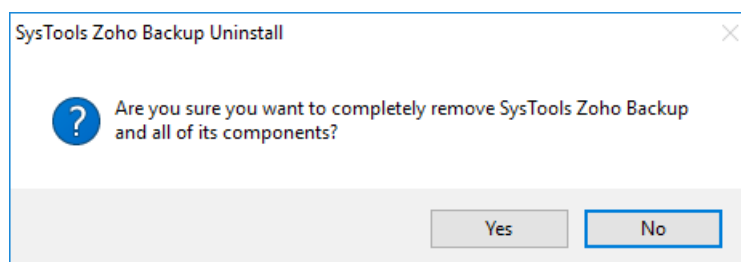 SysTools Zoho Backup Uninstall
Are you sure you want to completely remove SysTools Zoho Backup
and all of its components?
Yes
No